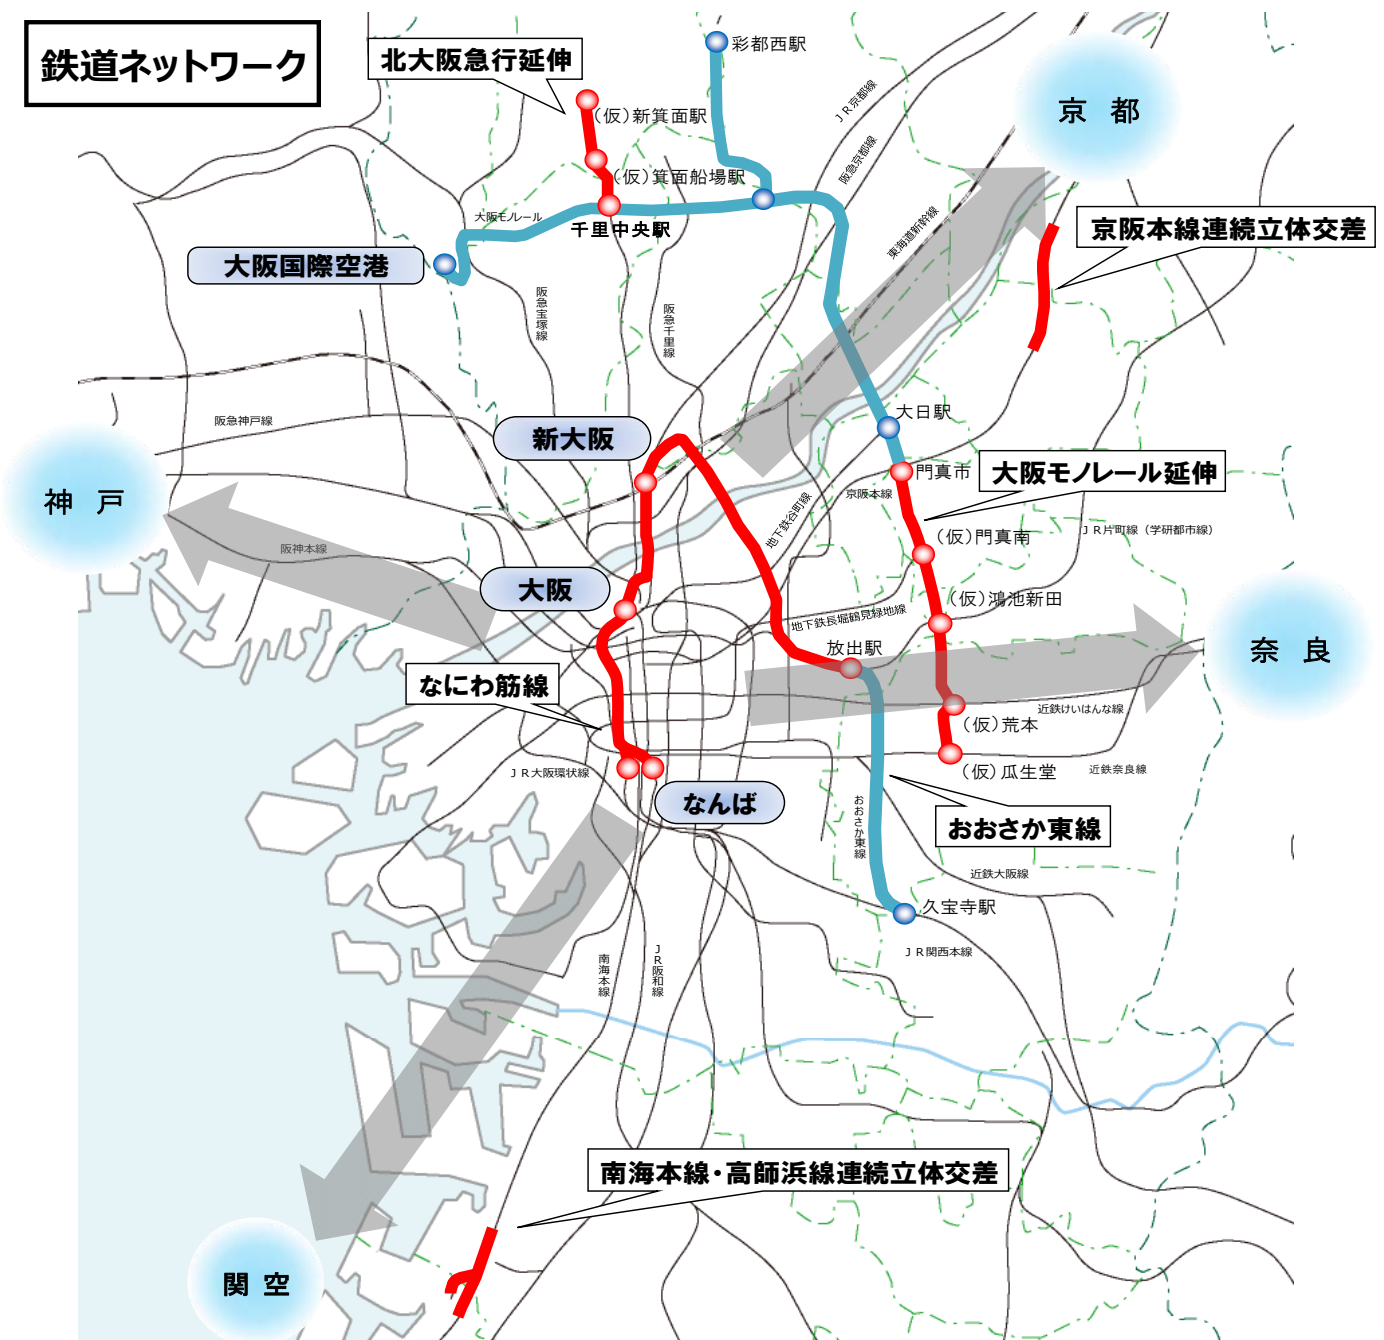 鉄道ネットワーク
北大阪急行延伸
彩都西駅
京 都
(仮)新箕面駅
JR京都線
阪急京都線
(仮)箕面船場駅
大阪モノレール
千里中央駅
東海道新幹線
京阪本線連続立体交差
大阪国際空港
阪急宝塚線
阪急千里線
阪急神戸線
新大阪
大日駅
門真市
大阪モノレール延伸
神 戸
京阪本線
地下鉄谷町線
(仮)門真南
JR片町線(学研都市線)
阪神本線
大阪
(仮)鴻池新田
地下鉄長堀鶴見緑地線
放出駅
奈 良
なにわ筋線
近鉄けいはんな線
(仮)荒本
JR大阪環状線
(仮)瓜生堂
近鉄奈良線
なんば
おおさか東線
おおさか東線
近鉄大阪線
久宝寺駅
JR関西本線
南海本線
JR阪和線
南海本線・高師浜線連続立体交差
関 空